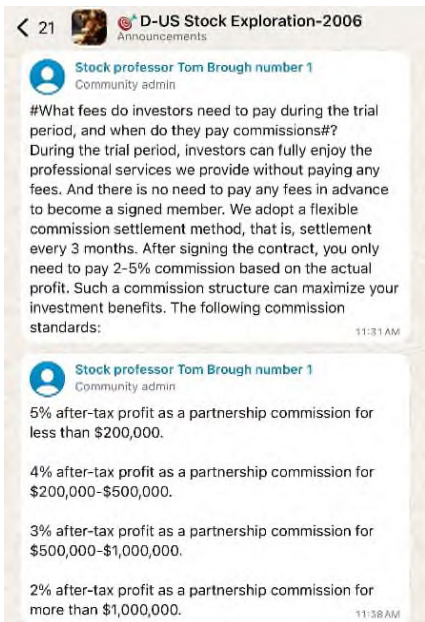 21
D-US Stock Exploration-2006
Announcements
Stock professor Tom Brough number 1
Community admin
#What fees do investors need to pay during the trial
period, and when do they pay commissions#?
During the trial period, investors can fully enjoy the
professional services we provide without paying any
fees. And there is no need to pay any fees in advance
to become a signed member. We adopt a flexible
commission settlement method, that is, settlement
every 3 months. After signing the contract, you only
need to pay 2-5% commission based on the actual
profit. Such a commission structure can maximize your
investment benefits. The following commission
standards:
11:31 AM
Stock professor Tom Brough number 1
Community admin
5% after-tax profit as a partnership commission for
less than $200,000.
4% after-tax profit as a partnership commission for
$200,000-$500,000.
3% after-tax profit as a partnership commission for
$500,000-$1,000,000.
2% after-tax profit as a partnership commission for
more than $1,000,000.
11:38 AM